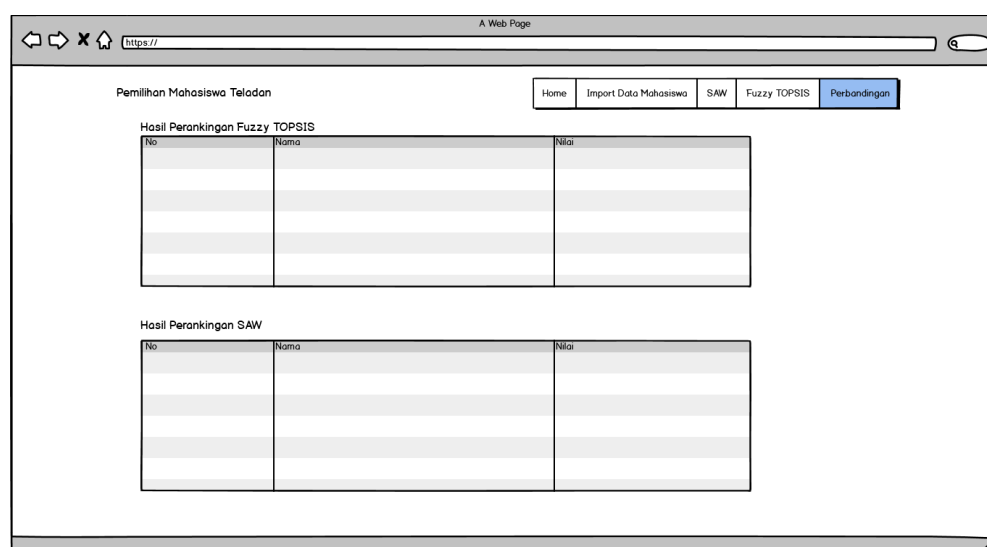 A Web Page
https://
Pemilihan Mahasiswa Teladan
Home Import Data Mahasiswa SAW Fuzzy TOPSIS Perbandingan
Hasil Perankingan Fuzzy TOPSIS
No Nama Nilai
Hasil Perankingan SAW
No Nama Nilai